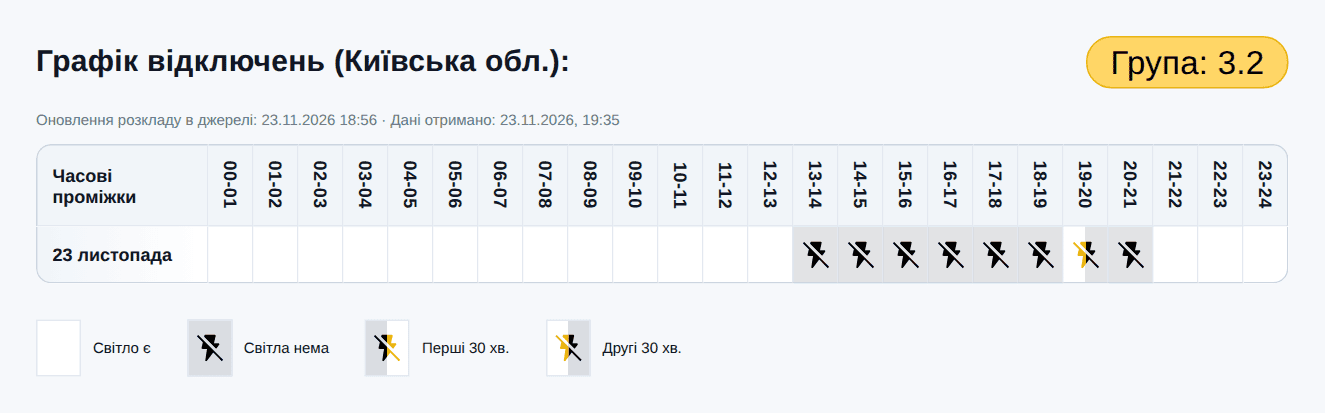 Графік відключень (Київська обл.):
Група: 3.2
Оновлення розкладу в джерелі: 23.11.2026 18:56 · Дані отримано: 23.11.2026, 19:35
Часові
проміжки
00-01
01-02
02-03
03-04
04-05
05-06
06-07
07-08
08-09
09-10
10-11
11-12
12-13
13-14
14-15
15-16
16-17
17-18
18-19
19-20
20-21
21-22
22-23
23-24
23 листопада
Світло є
Світла нема
Перші 30 хв.
Другі 30 хв.